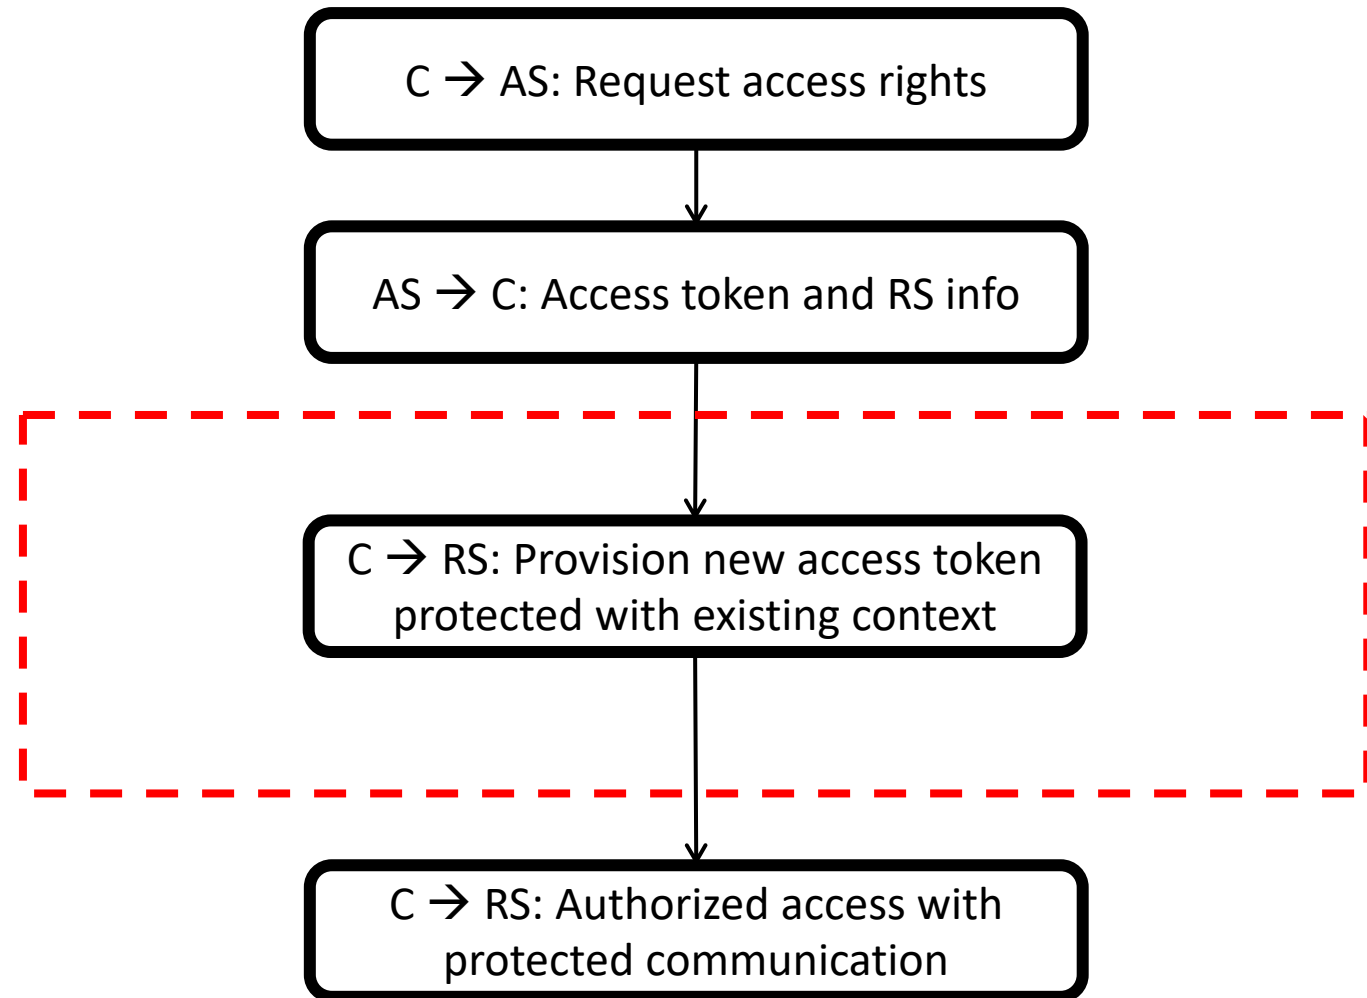 C → AS: Request access rights
AS → C: Access token and RS info
C → RS: Provision new access token
protected with existing context
C → RS: Authorized access with
protected communication